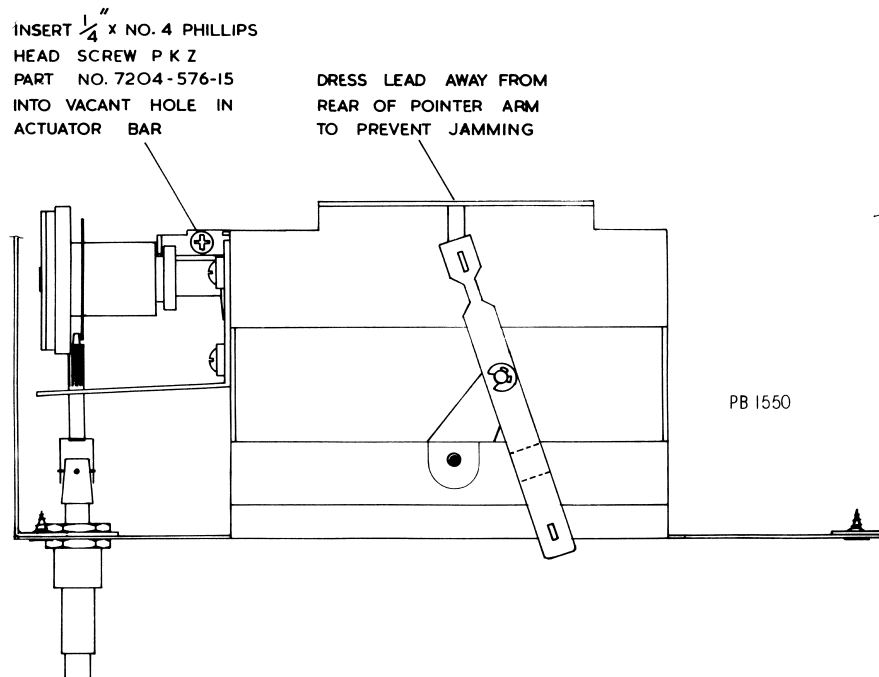 INSERT 1/4" X NO. 4 PHILLIPS
HEAD SCREW P K Z
PART NO. 7204-576-15
INTO VACANT HOLE IN
ACTUATOR BAR
DRESS LEAD AWAY FROM
REAR OF POINTER ARM
TO PREVENT JAMMING
PB 1550